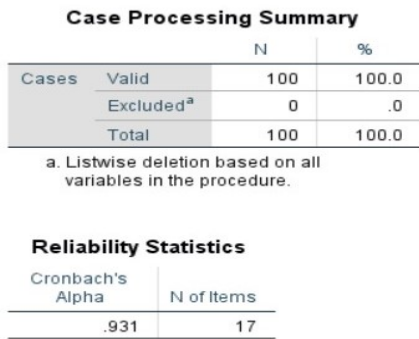 Case Processing Summary
N %
Cases Valid 100 100.0
Excludedª 0 .0
Total 100 100.0
a. Listwise deletion based on all
variables in the procedure.
Reliability Statistics
Cronbach's
Alpha N of Items
.931 17